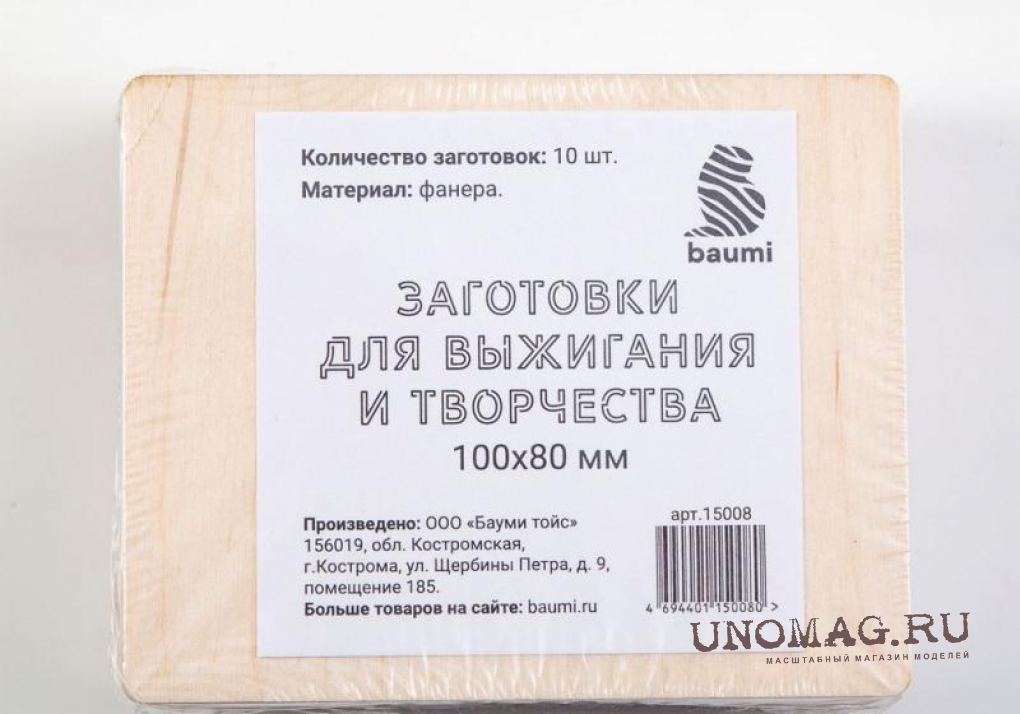 Количество заготовок: 10 шт.
Материал: фанера.
baumi
ЗАГОТОВКИ
ДЛЯ ВЫЖИГАНИЯ
И ТВОРЧЕСТВА
100х80 мм
Произведено: ООО «Бауми тойс»
156019, обл. Костромская,
г.Кострома, ул. Щербины Петра, д. 9,
помещение 185.
Больше товаров на сайте: baumi.ru
арт.15008
4 694401 150080 >
UNOMAG.RU
МАСШТАБНЫЙ МАГАЗИН МОДЕЛЕЙ